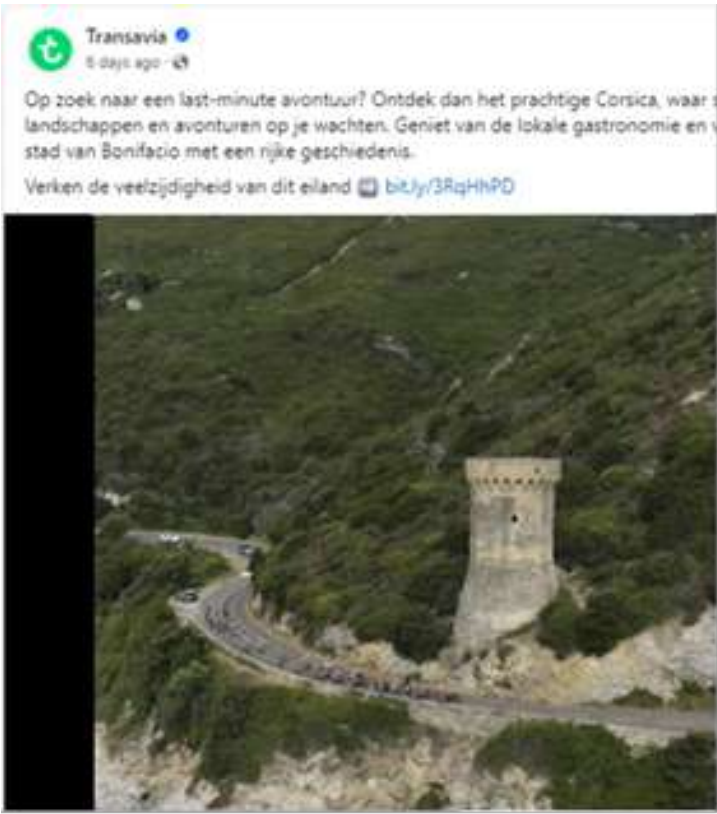 Transavia
6 days ago
Op zoek naar een last-minute avontuur? Ontdek dan het prachtige Corsica, waar
landschappen en avonturen op je wachten. Geniet van de lokale gastronomie en
stad van Bonifacio met een rijke geschiedenis.
Verken de veelzijdigheid van dit eiland ➡️ bit.ly/3RqHhPD